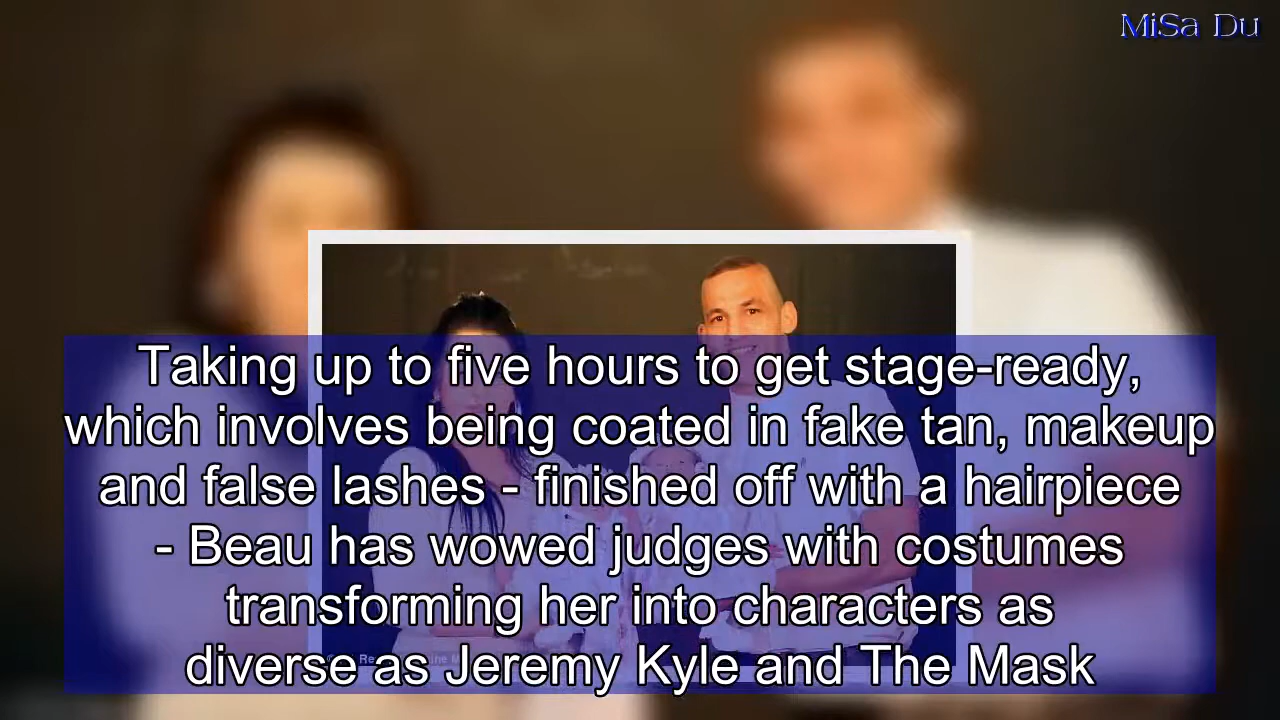 MiSa Du
Taking up to five hours to get stage-ready,
which involves being coated in fake tan, makeup
and false lashes - finished off with a hairpiece
- Beau has wowed judges with costumes
transforming her into characters as
diverse as Jeremy Kyle and The Mask